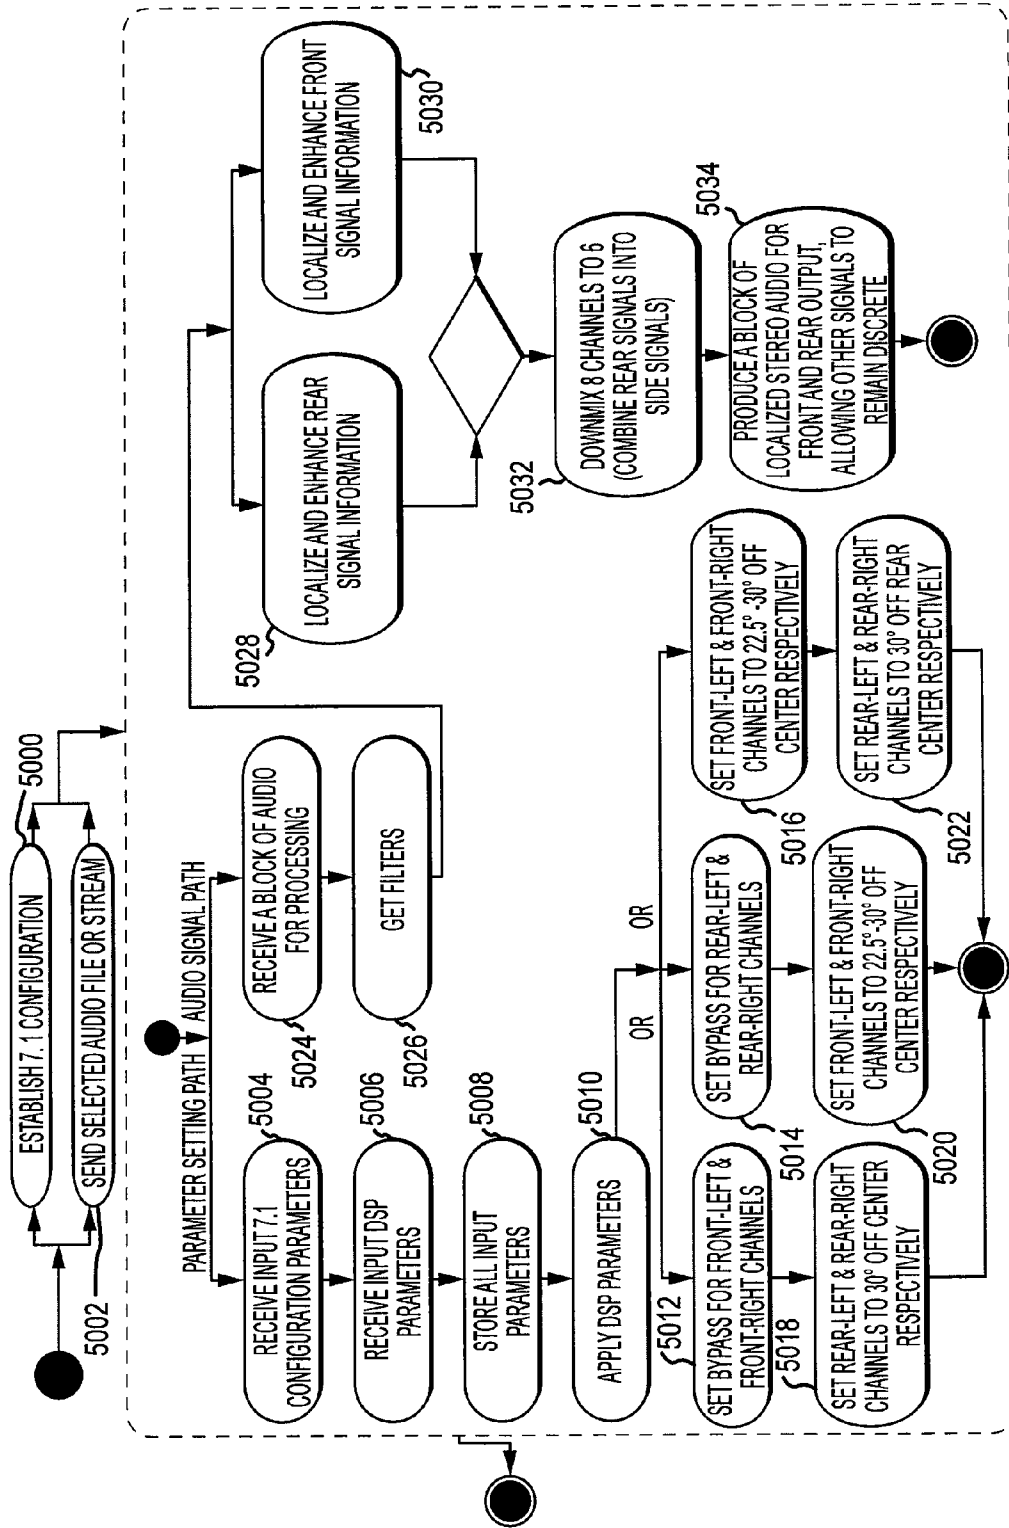 ESTABLISH 7.1 CONFIGURATION
5000
SEND SELECTED AUDIO FILE OR STREAM
5002
PARAMETER SETTING PATH
AUDIO SIGNAL PATH
RECEIVE INPUT 7.1
CONFIGURATION PARAMETERS
5004
RECEIVE INPUT DSP
PARAMETERS
5006
STORE ALL INPUT
PARAMETERS
5008
APPLY DSP PARAMETERS
5010
OR
OR
5012
SET BYPASS FOR FRONT-LEFT &
FRONT-RIGHT CHANNELS
SET BYPASS FOR REAR-LEFT &
REAR-RIGHT CHANNELS
5014
SET FRONT-LEFT & FRONT-RIGHT
CHANNELS TO 22.5° -30° OFF
CENTER RESPECTIVELY
5016
5018
SET REAR-LEFT & REAR-RIGHT
CHANNELS TO 30° OFF CENTER
RESPECTIVELY
SET FRONT-LEFT & FRONT-RIGHT
CHANNELS TO 22.5°-30° OFF
CENTER RESPECTIVELY
5020
SET REAR-LEFT & REAR-RIGHT
CHANNELS TO 30° OFF REAR
CENTER RESPECTIVELY
5022
RECEIVE A BLOCK OF AUDIO
FOR PROCESSING
5024
GET FILTERS
5026
LOCALIZE AND ENHANCE REAR
SIGNAL INFORMATION
5028
LOCALIZE AND ENHANCE FRONT
SIGNAL INFORMATION
5030
DOWNMIX 8 CHANNELS TO 6
(COMBINE REAR SIGNALS INTO
SIDE SIGNALS)
5032
PRODUCE A BLOCK OF
LOCALIZED STEREO AUDIO FOR
FRONT AND REAR OUTPUT,
ALLOWING OTHER SIGNALS TO
REMAIN DISCRETE
5034